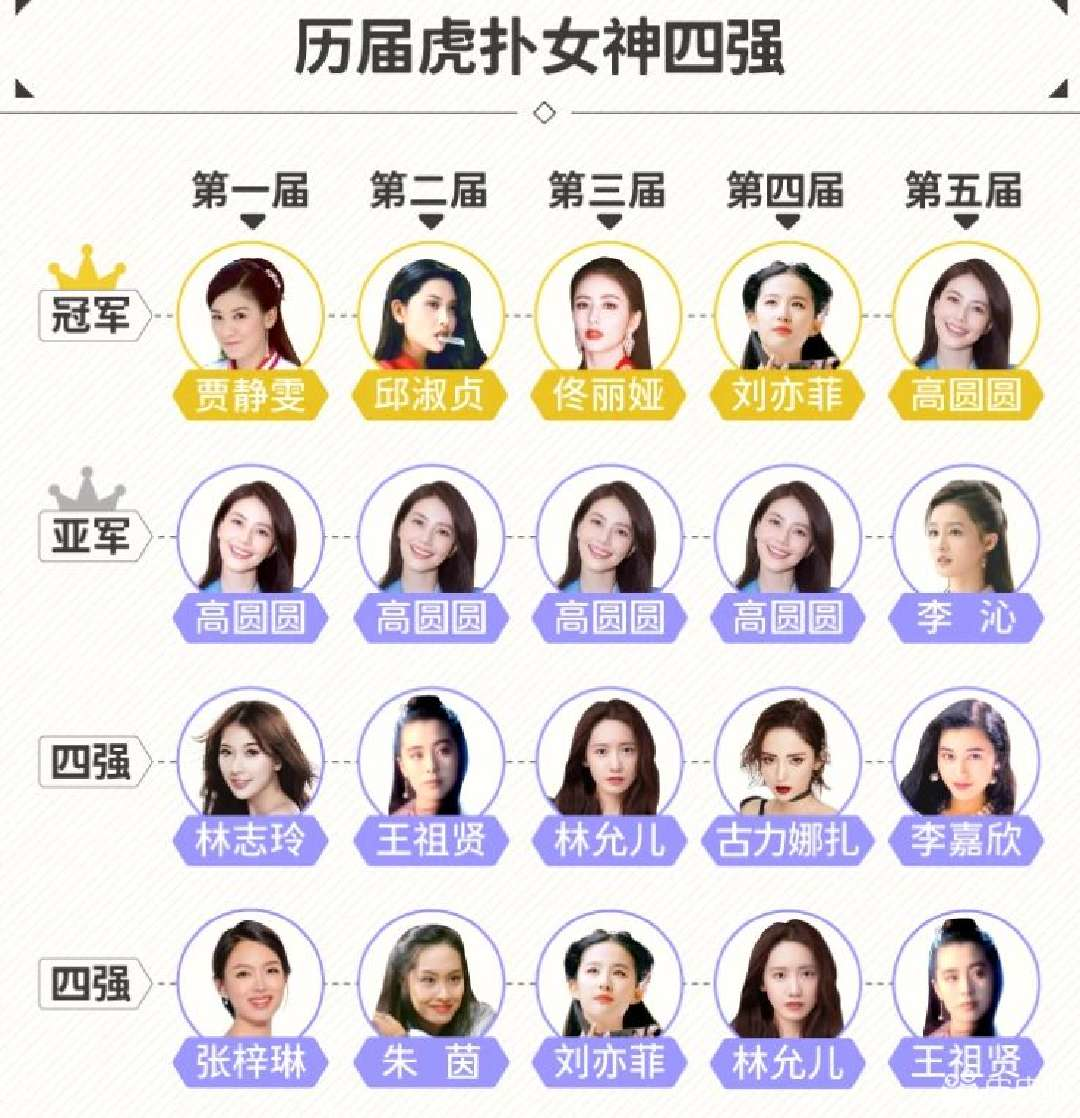 历届虎扑女神四强
第一届 第二届 第三届 第四届 第五届
冠军
贾静雯 邱淑贞 佟丽娅 刘亦菲 高圆圆
亚军
高圆圆 高圆圆 高圆圆 高圆圆 李沁
四强
林志玲 王祖贤 林允儿 古力娜扎 李嘉欣
四强
张梓琳 朱茵 刘亦菲 林允儿 王祖贤